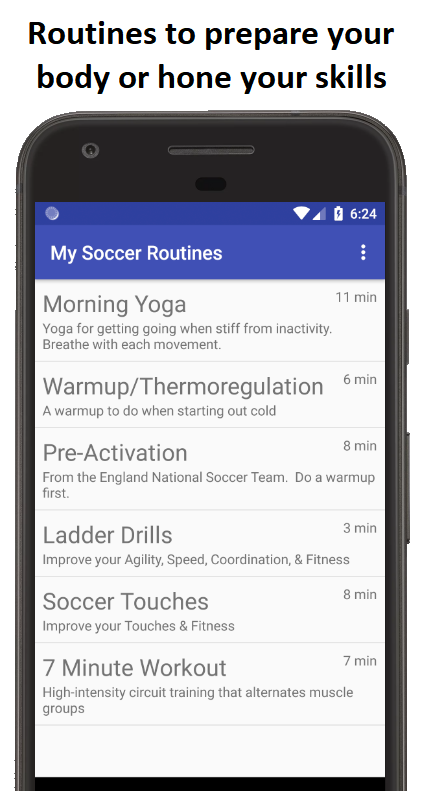 Routines to prepare your
body or hone your skills
6:24
My Soccer Routines
Morning Yoga
11 min
Yoga for getting going when stiff from inactivity.
Breathe with each movement.
Warmup/Thermoregulation
6 min
A warmup to do when starting out cold
Pre-Activation
8 min
From the England National Soccer Team.  Do a warmup
first.
Ladder Drills
3 min
Improve your Agility, Speed, Coordination, & Fitness
Soccer Touches
8 min
Improve your Touches & Fitness
7 Minute Workout
7 min
High-intensity circuit training that alternates muscle
groups